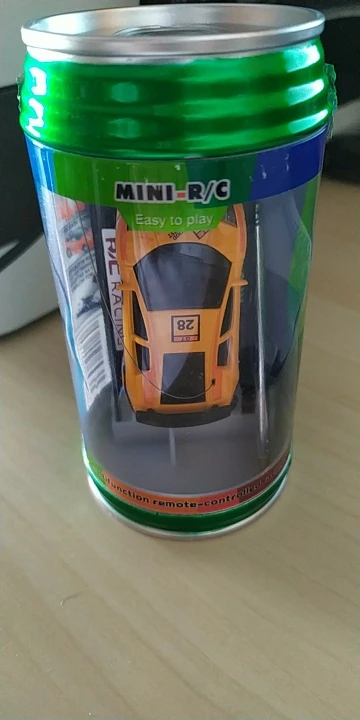 MINI-R/C
Easy to play
R/C RACING
28
function remote-controlled